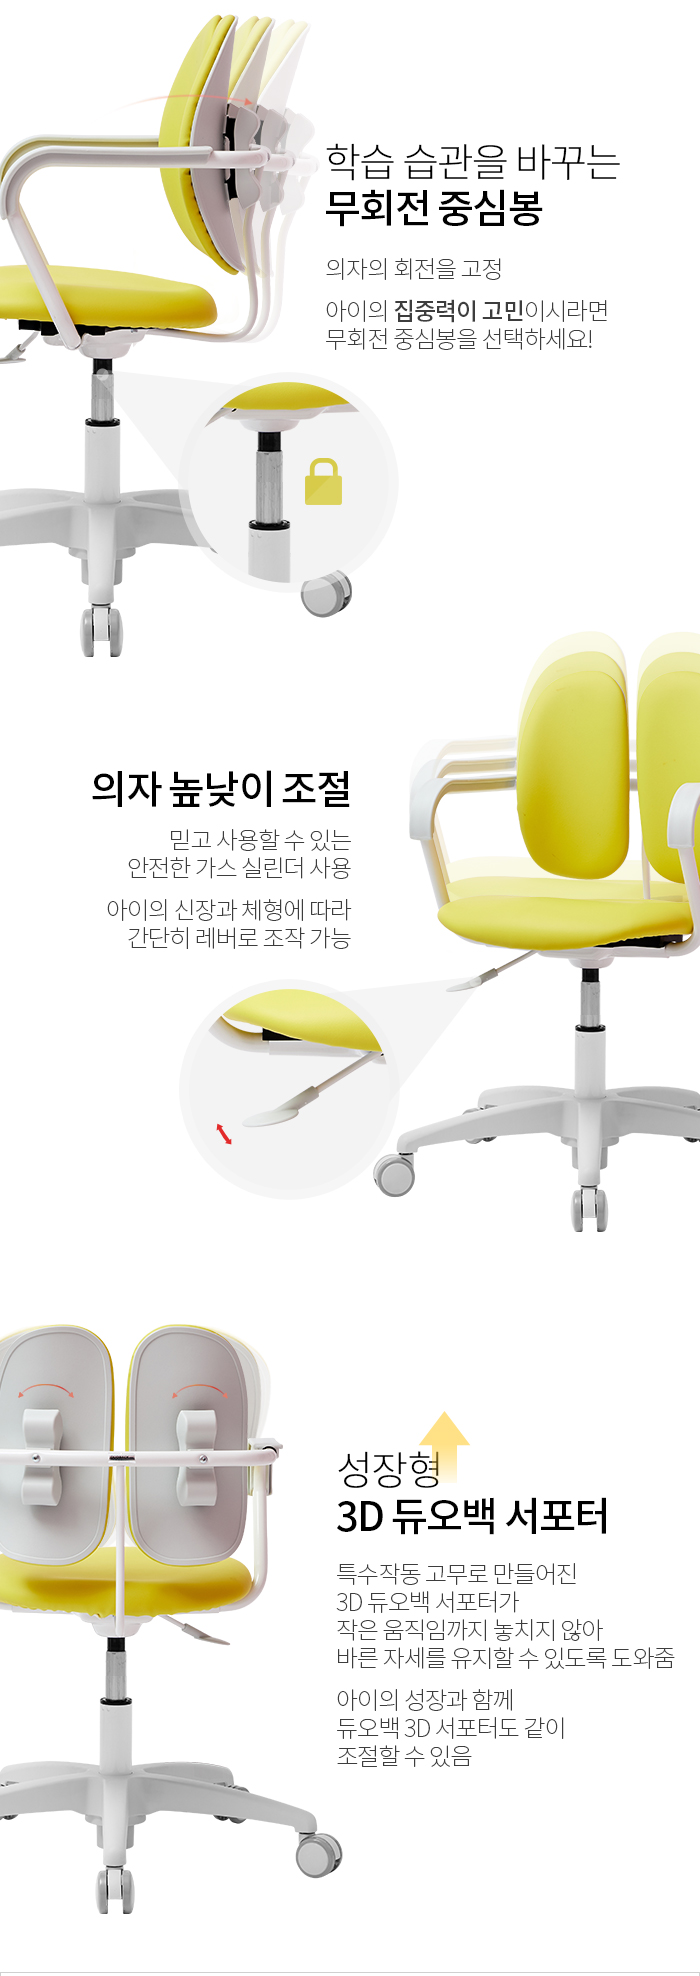 학습 습관을 바꾸는
무회전 중심봉
의자의 회전을 고정
아이의 집중력이 고민이시라면
무회전 중심봉을 선택하세요!
의자 높낮이 조절
믿고 사용할 수 있는
안전한 가스 실린더 사용
아이의 신장과 체형에 따라
간단히 레버로 조작 가능
성장형
3D 듀오백 서포터
특수작동 고무로 만들어진
3D 듀오백 서포터가
작은 움직임까지 놓치지 않아
바른 자세를 유지할 수 있도록 도와줌
아이의 성장과 함께
듀오백 3D 서포터도 같이
조절할 수 있음